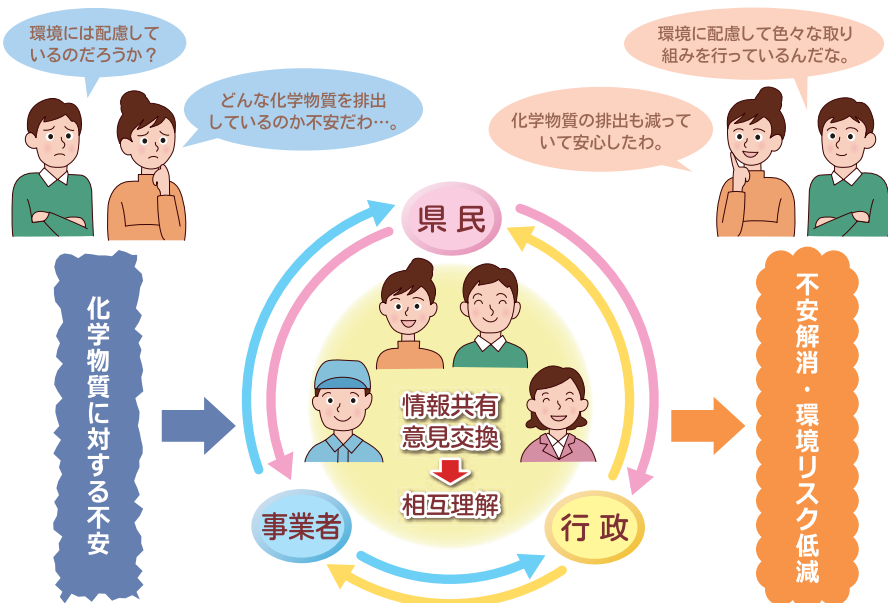 環境には配慮して
いるのだろうか？
どんな化学物質を排出
しているのか不安だわ…。
環境に配慮して色々な取り
組みを行っているんだな。
化学物質の排出も減って
いて安心したわ。
化学物質に対する不安
県民
情報共有
意見交換
相互理解
事業者
行政
不安解消・環境リスク低減